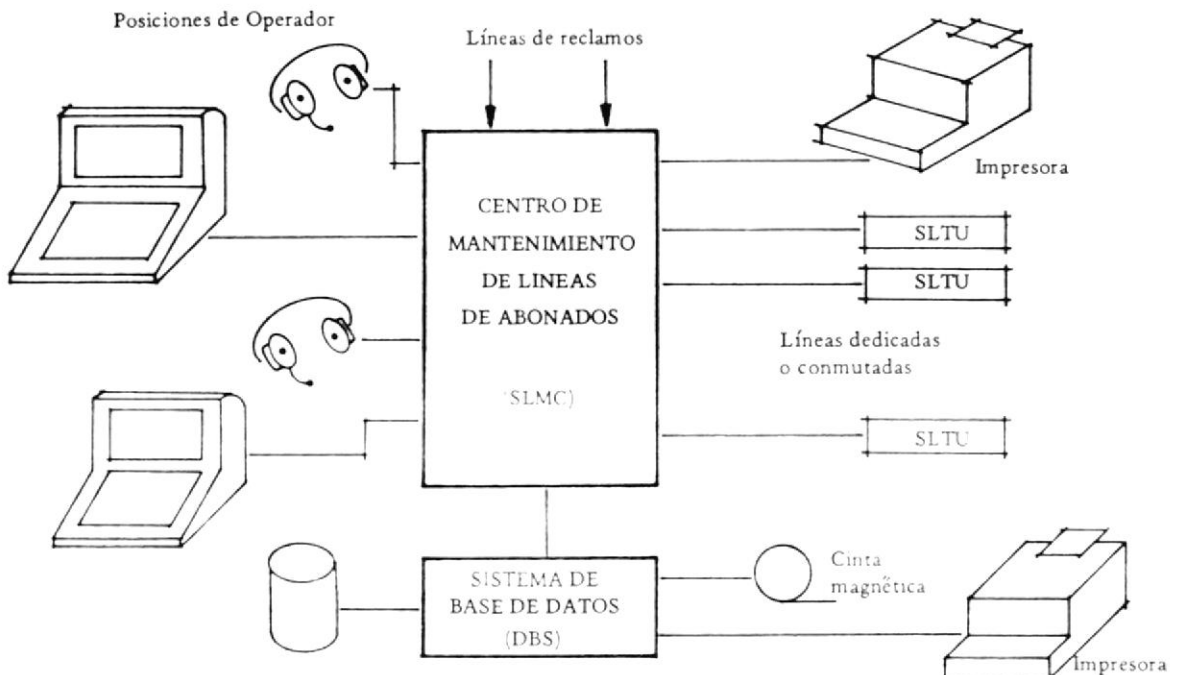 Posiciones de Operador
Líneas de reclamos
Impresora
CENTRO DE
MANTENIMIENTO
DE LINEAS
DE ABONADOS
(SLMC)
SLTU
SLTU
Líneas dedicadas
o conmutadas
SLTU
SISTEMA DE
BASE DE DATOS
(DBS)
Cinta
magnética
Impresora